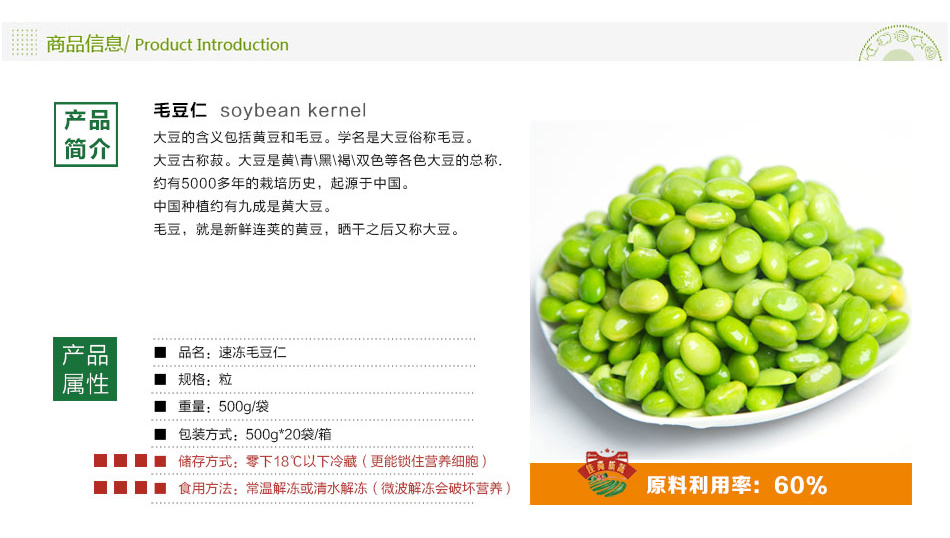 商品信息/ Product Introduction
产品
简介
毛豆仁 soybean kernel
大豆的含义包括黄豆和毛豆。学名是大豆俗称毛豆。
大豆古称菽。大豆是黄\青\黑\褐\双色等各色大豆的总称.
约有5000多年的栽培历史，起源于中国。
中国种植约有九成是黄大豆。
毛豆，就是新鲜连荚的黄豆，晒干之后又称大豆。
产品
属性
品名：速冻毛豆仁
规格：粒
重量：500g/袋
包装方式：500g*20袋/箱
储存方式：零下18℃以下冷藏（更能锁住营养细胞）
食用方法：常温解冻或清水解冻（微波解冻会破坏营养）
原料利用率：60%